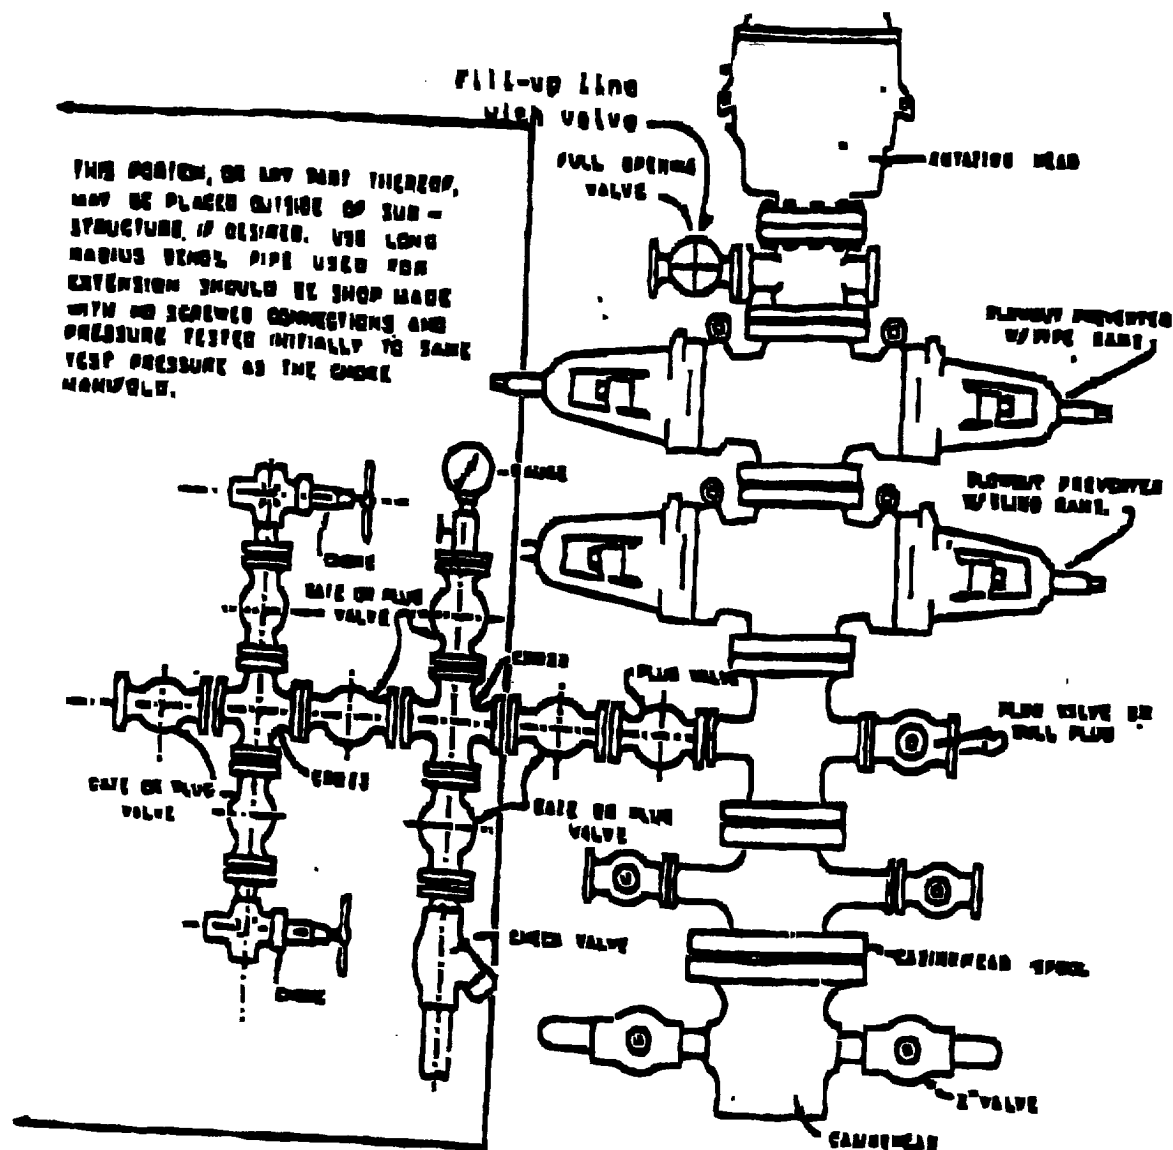 Fill-up Line
with valve
FULL OPENING
VALVE
ROTATING HEAD
THIS PORTION, OR ANY PART THEREOF,
MAY BE PLACED OUTSIDE OF SUB-
STRUCTURE, IF DESIRED. USE LONG
RADIUS BENDS. PIPE USED FOR
EXTENSION SHOULD BE SHOP MADE
WITH NO SCREWED CONNECTIONS AND
PRESSURE TESTED INITIALLY TO SAME
TEST PRESSURE AS THE CHOKE
MANIFOLD.
BLOWOUT PREVENTER
W/PIPE RAMS.
GAUGE
BLOWOUT PREVENTER
W/BLIND RAMS.
CHOKE
GATE OR PLUG
VALVE
CROSS
PLUG VALVE
PLUG VALVE OR
BULL PLUG
CROSS
GATE OR PLUG
VALVE
GATE OR PLUG
VALVE
CHECK VALVE
CASINGHEAD SPOOL
CHOKE
2" VALVE
CASINGHEAD